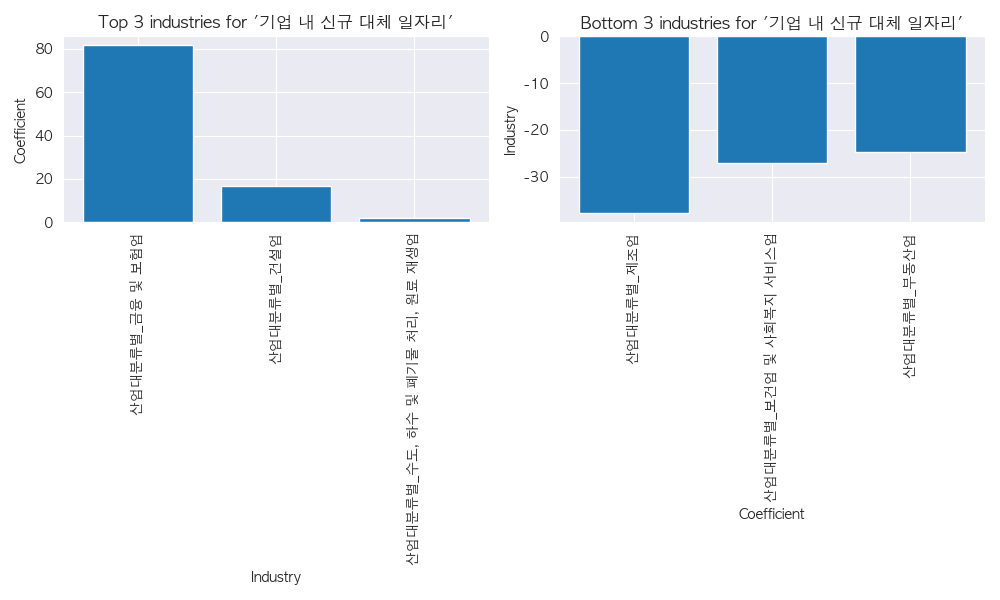 Top 3 industries for '기업 내 신규 대체 일자리'
Coefficient
80
60
40
20
0
산업대분류별_금융 및 보험업
산업대분류별_건설업
산업대분류별_수도, 하수 및 폐기물 처리, 원료 재생업
Industry
Bottom 3 industries for '기업 내 신규 대체 일자리'
Industry
0
-10
-20
-30
산업대분류별_제조업
산업대분류별_보건업 및 사회복지 서비스업
산업대분류별_부동산업
Coefficient